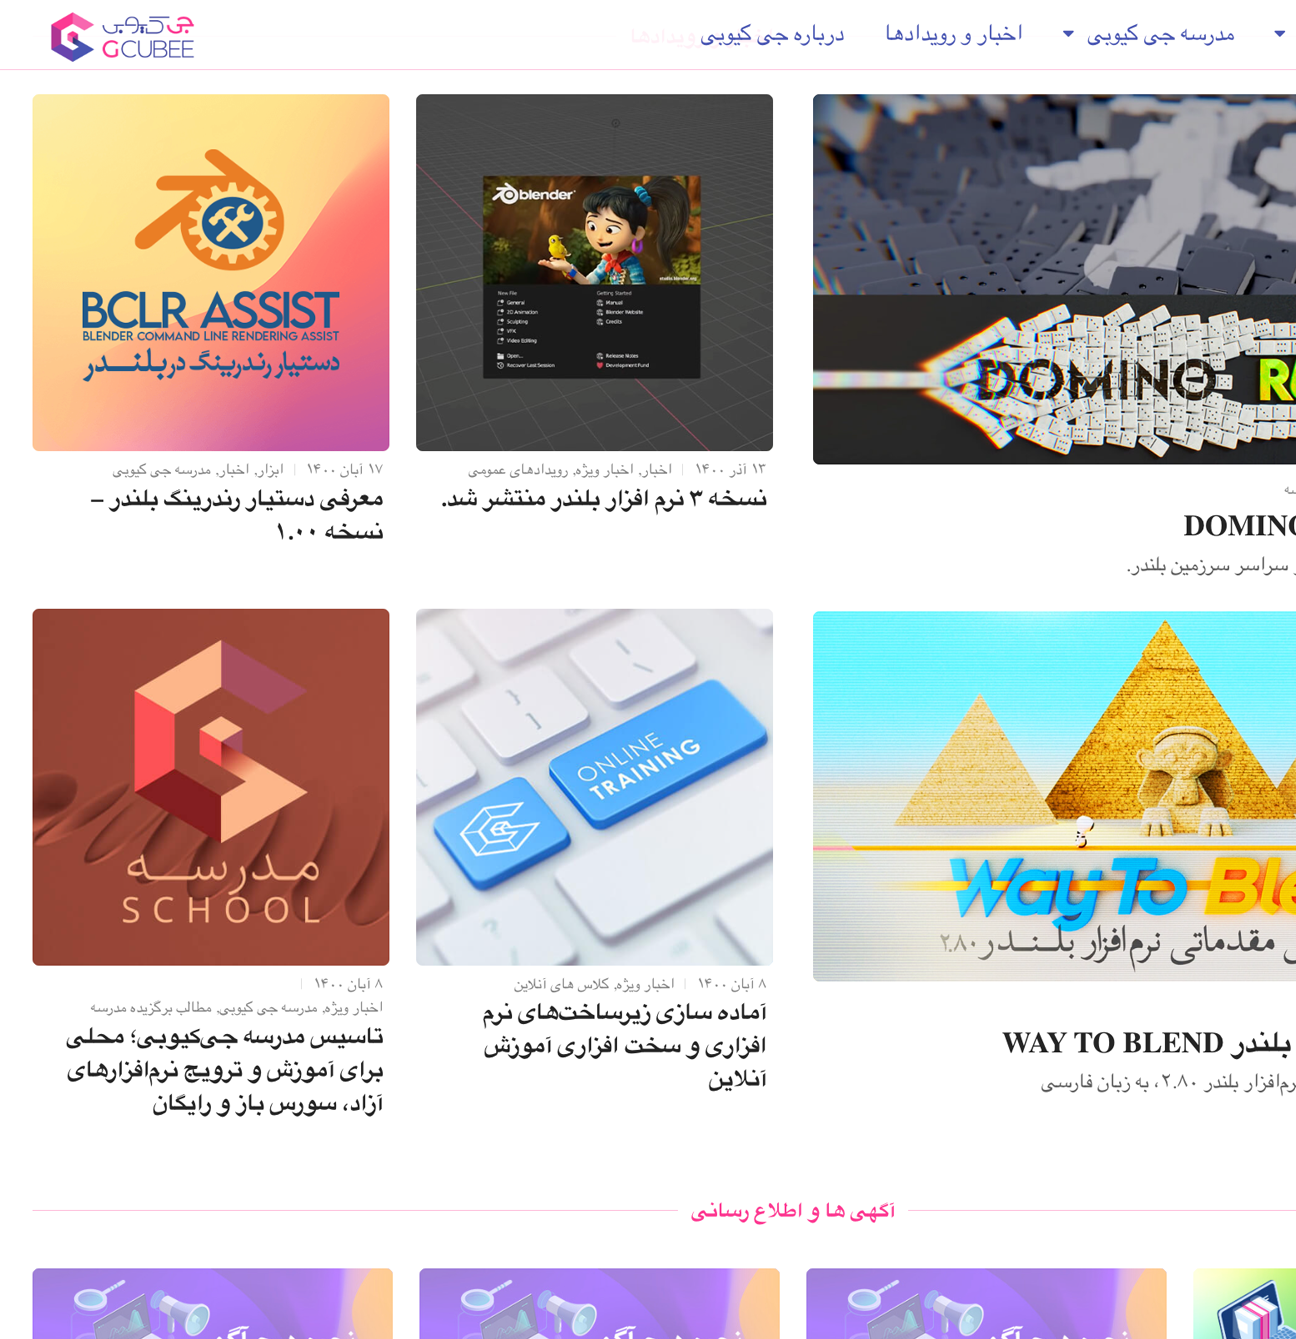 مدرسه جی کیوبی
اخبار و رویدادها
درباره جی کیوبی
جی کیوبی
GCUBEE
DOMINO
سراسر سرزمین بلندر.
Way To Ble
مقدماتی نرم‌افزار بلندر ۲.۸۰
بلندر WAY TO BLEND
بلندر ۲.۸۰، به زبان فارسی
blender
studio.blender.org
New File
General
2D Animation
Sculpting
VFX
Video Editing
Open...
Recover Last Session
Getting Started
Manual
Blender Website
Credits
Release Notes
Development Fund
۱۳ آذر ۱۴۰۰ | اخبار, اخبار ویژه, رویدادهای عمومی
نسخه ۳ نرم افزار بلندر منتشر شد.
BCLR ASSIST
BLENDER COMMAND LINE RENDERING ASSIST
دستیار رندرینگ در بلندر
۱۷ آبان ۱۴۰۰ | ابزار, اخبار, مدرسه جی کیوبی
معرفی دستیار رندرینگ بلندر –
نسخه ۱.۰۰
ONLINE
TRAINING
۸ آبان ۱۴۰۰ | اخبار ویژه, کلاس های آنلاین
آماده سازی زیرساخت‌های نرم
افزاری و سخت افزاری آموزش
آنلاین
مدرسه
SCHOOL
۸ آبان ۱۴۰۰ |
اخبار ویژه, مدرسه جی کیوبی, مطالب برگزیده مدرسه
تاسیس مدرسه جی‌کیوبی؛ محلی
برای آموزش و ترویج نرم‌افزارهای
آزاد، سورس باز و رایگان
آگهی ها و اطلاع رسانی